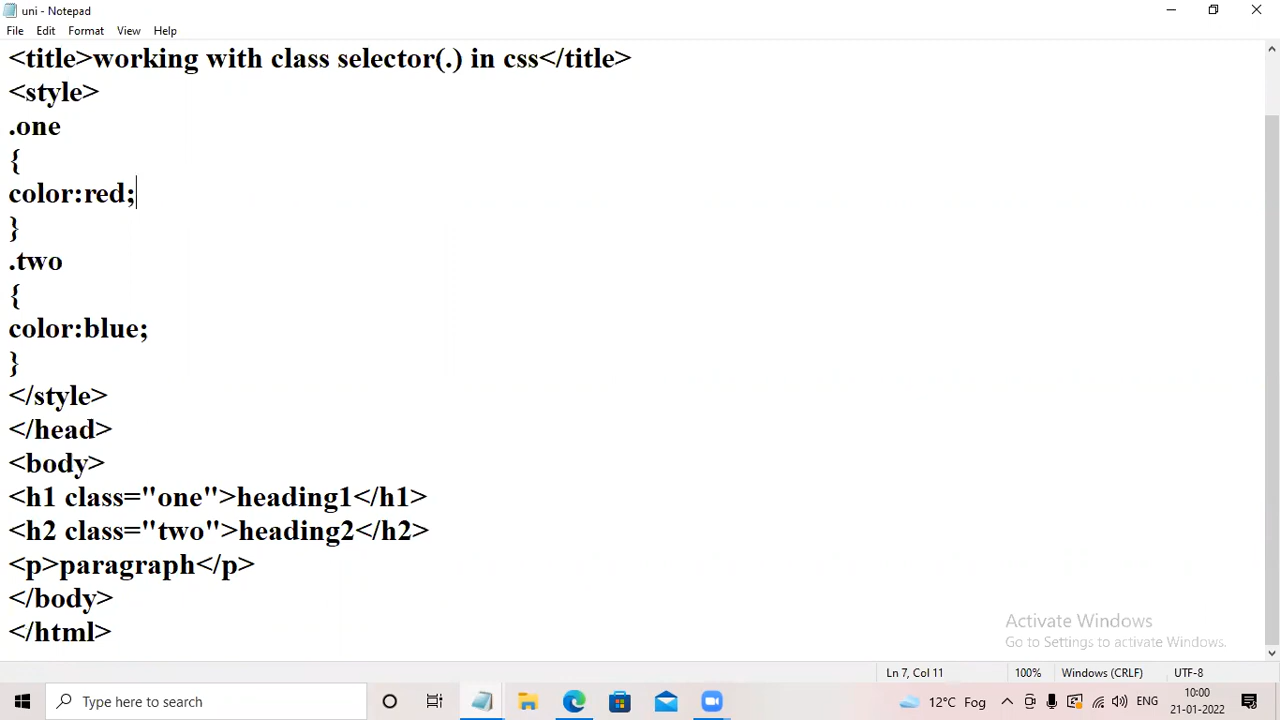 uni - Notepad
File Edit Format View Help
<title>working with class selector(.) in css</title>
<style>
.one
{
color:red;
}
.two
{
color:blue;
}
</style>
</head>
<body>
<h1 class="one">heading1</h1>
<h2 class="two">heading2</h2>
<p>paragraph</p>
</body>
</html>
Activate Windows
Go to Settings to activate Windows.
Ln 7, Col 11 100% Windows (CRLF) UTF-8
Type here to search 12°C Fog ENG 10:00
21-01-2022